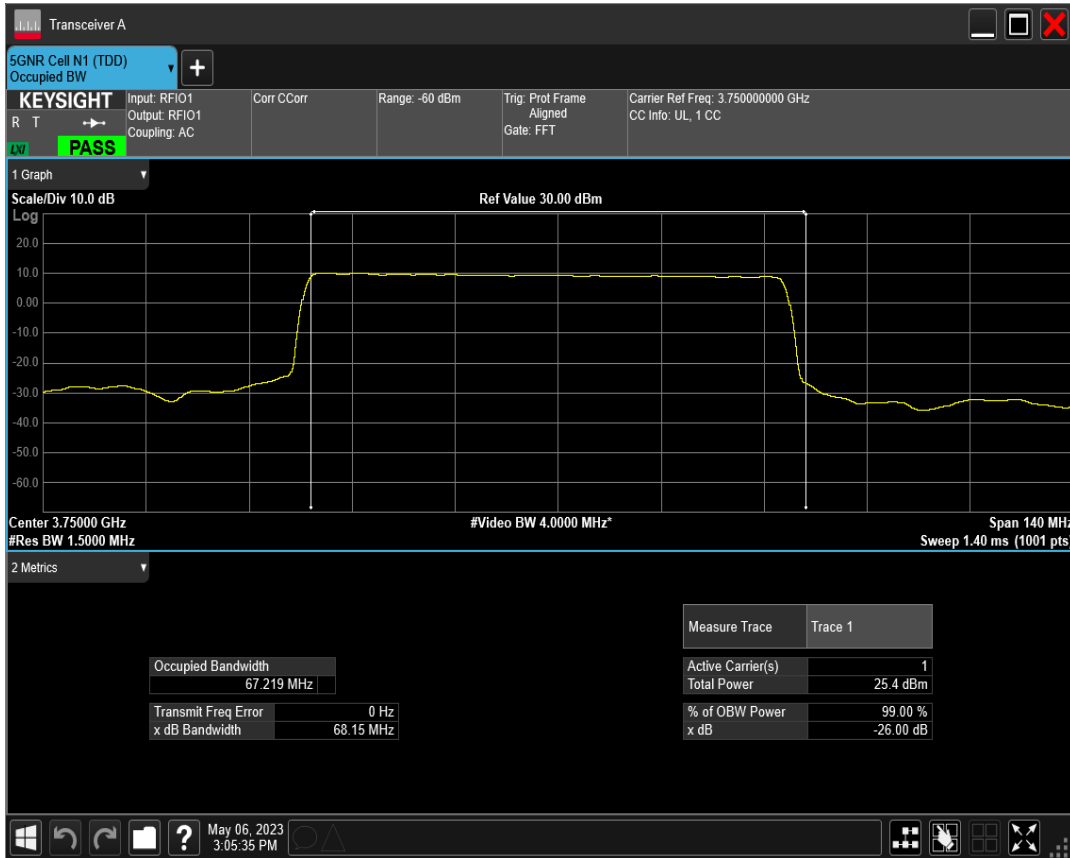 Transceiver A
5GNR Cell N1 (TDD)
Occupied BW
+
KEYSIGHT
R T
LXI
PASS
Input: RFIO1
Output: RFIO1
Coupling: AC
Corr CCorr
Range: -60 dBm
Trig: Prot Frame
Aligned
Gate: FFT
Carrier Ref Freq: 3.750000000 GHz
CC Info: UL, 1 CC
1 Graph
Scale/Div 10.0 dB
Ref Value 30.00 dBm
Log
20.0
10.0
0.00
-10.0
-20.0
-30.0
-40.0
-50.0
-60.0
Center 3.75000 GHz
#Video BW 4.0000 MHz*
Span 140 MHz
#Res BW 1.5000 MHz
Sweep 1.40 ms (1001 pts)
2 Metrics
Measure Trace Trace 1
Occupied Bandwidth
67.219 MHz
Transmit Freq Error 0 Hz
x dB Bandwidth 68.15 MHz
Active Carrier(s) 1
Total Power 25.4 dBm
% of OBW Power 99.00 %
x dB -26.00 dB
?
May 06, 2023
3:05:35 PM